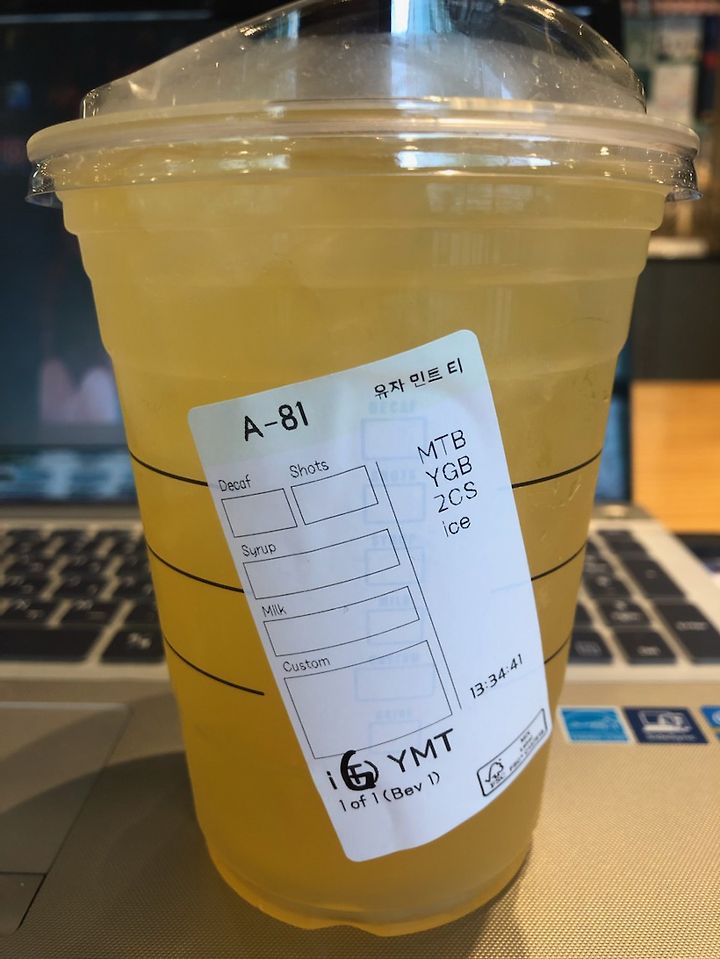 A-81
유자 민트 티
Decaf
Shots
MTB
YGB
2CS
ice
Syrup
Milk
Custom
13:34:41
YMT
1 of 1 (Bev 1)
FSC